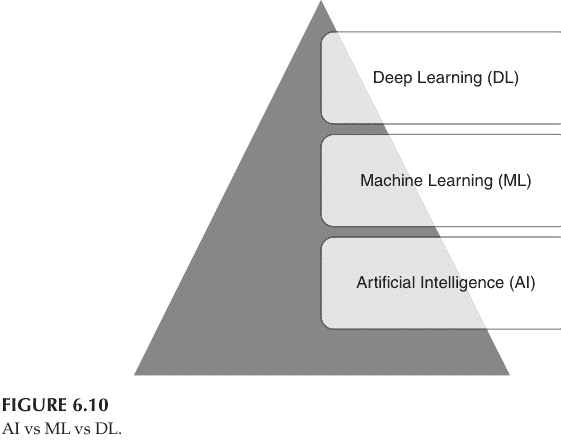 Deep Learning (DL)
Machine Learning (ML)
Artificial Intelligence (AI)
FIGURE 6.10
AI vs ML vs DL.